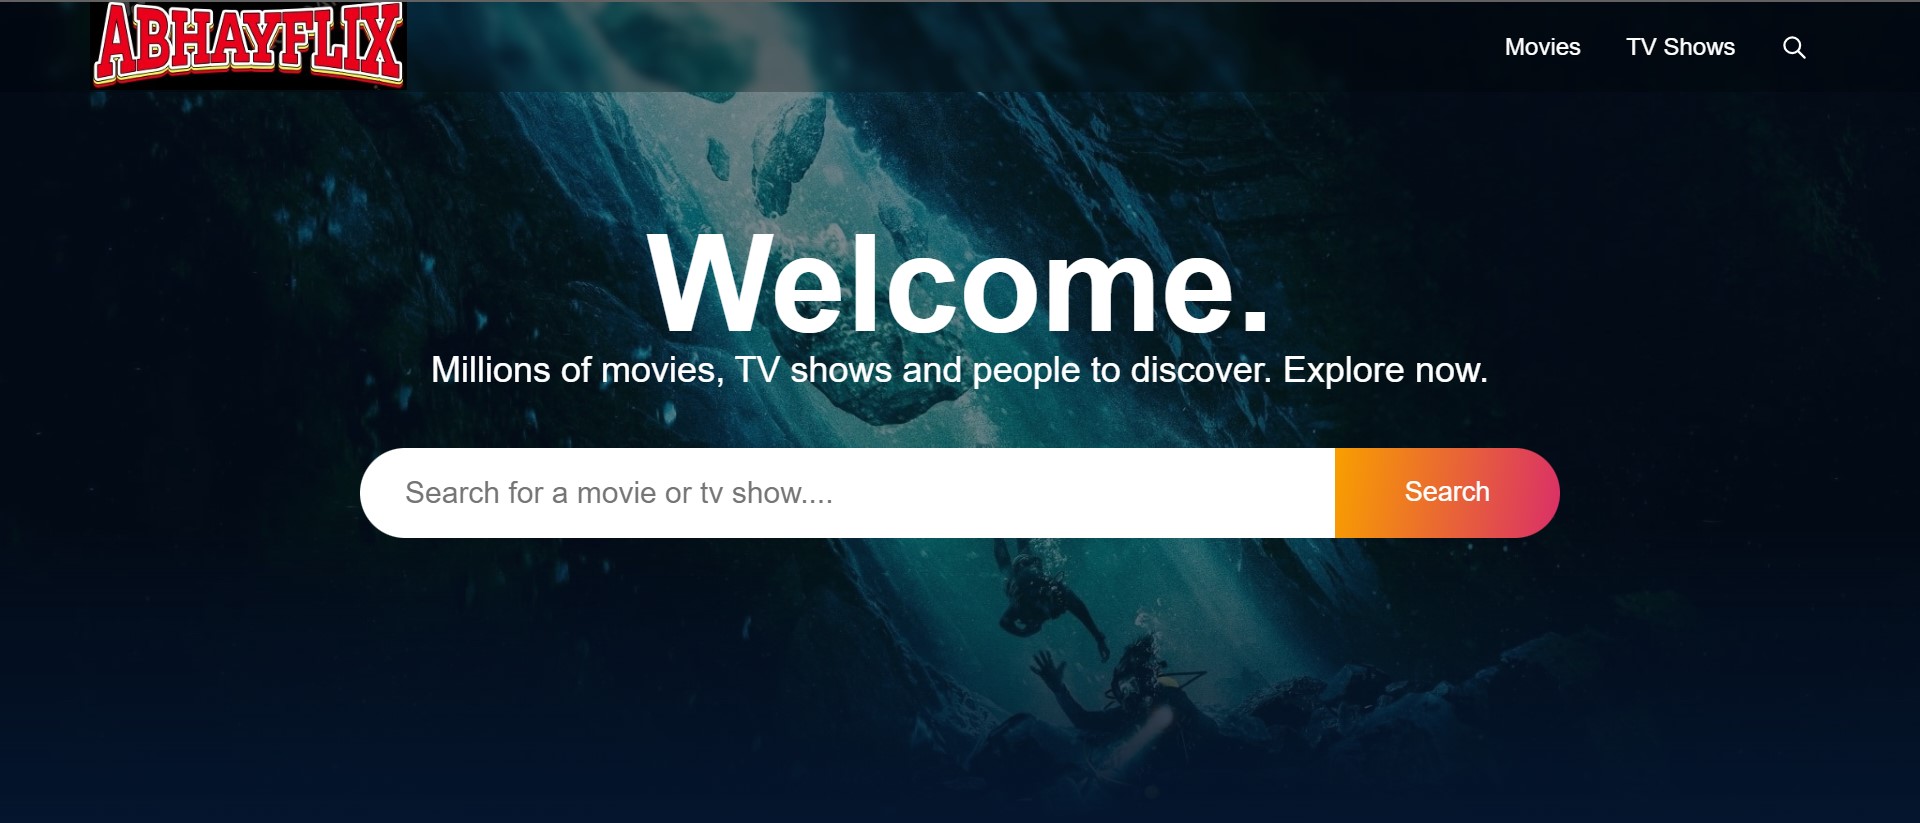 ABHAYFLIX
Movies TV Shows
Welcome.
Millions of movies, TV shows and people to discover. Explore now.
Search for a movie or tv show.... Search